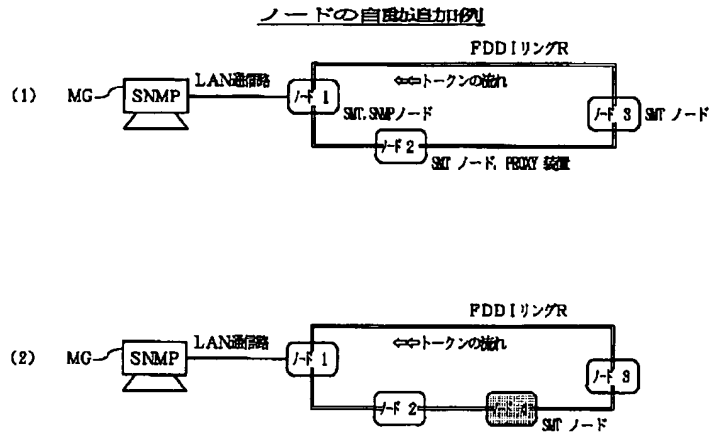 ノードの自動追加例
FDDIリングR
(1) MG SNMP LAN通信路 ノード 1 ⇦⇦トークンの流れ
SMT.SNMPノード
ノード 3 SMT ノード
ノード 2
SMT ノード, PROXY 装置
FDDIリングR
(2) MG SNMP LAN通信路 ノード 1 ⇦⇦トークンの流れ
ノード 3
ノード 2 ノード 4
SMT ノード